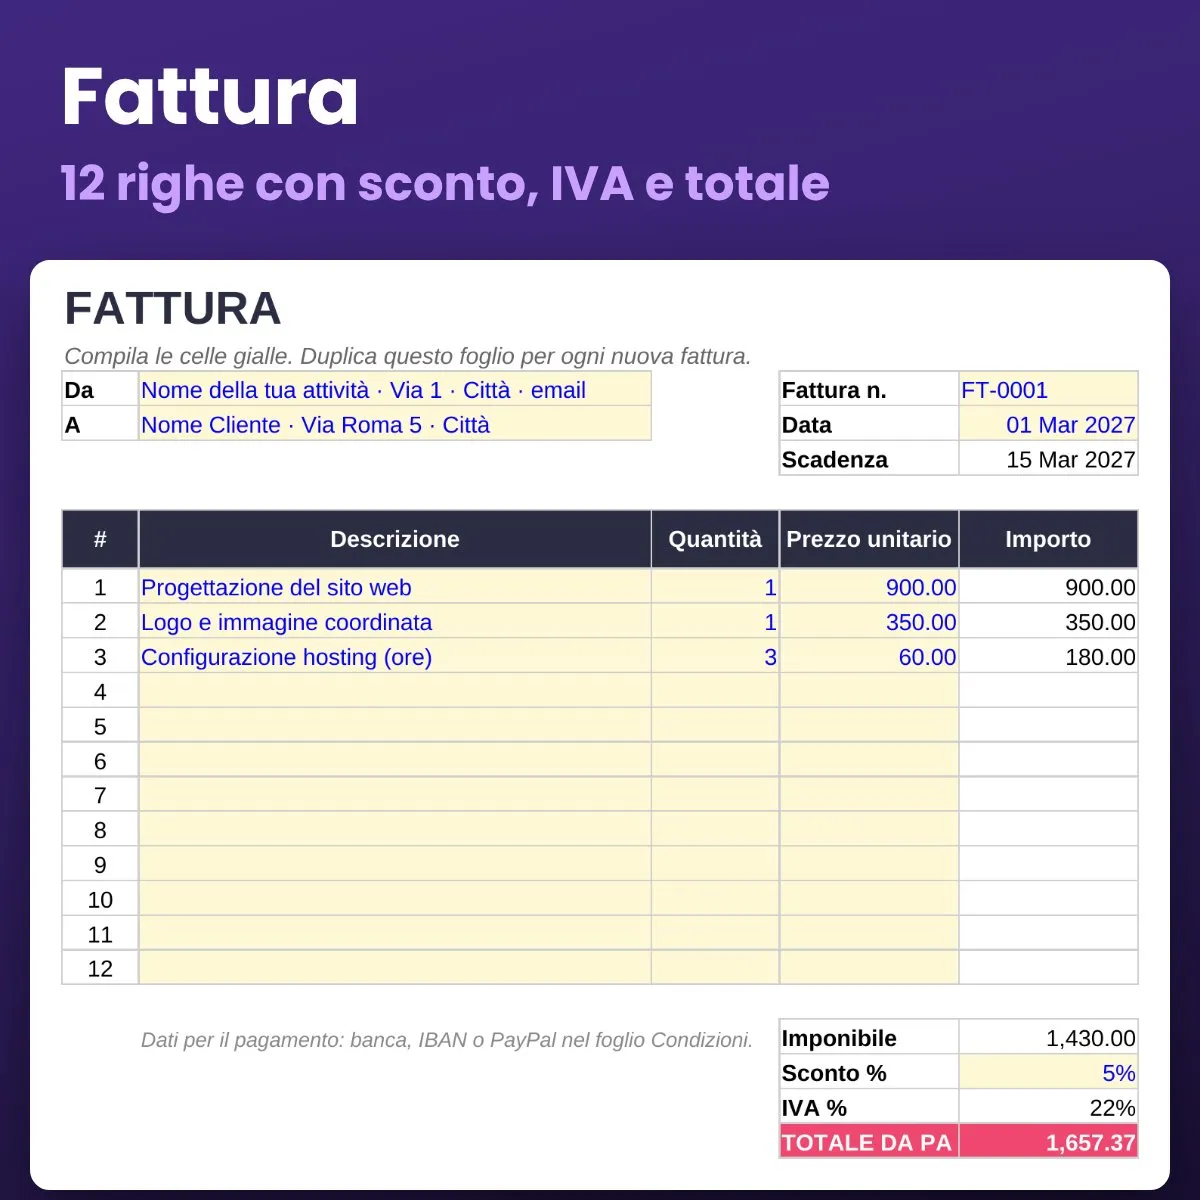 Fattura
12 righe con sconto, IVA e totale
FATTURA
Compila le celle gialle. Duplica questo foglio per ogni nuova fattura.
Da Nome della tua attività · Via 1 · Città · email Fattura n. FT-0001
A Nome Cliente · Via Roma 5 · Città Data 01 Mar 2027
Scadenza 15 Mar 2027
# Descrizione Quantità Prezzo unitario Importo
1 Progettazione del sito web 1 900.00 900.00
2 Logo e immagine coordinata 1 350.00 350.00
3 Configurazione hosting (ore) 3 60.00 180.00
4
5
6
7
8
9
10
11
12
Dati per il pagamento: banca, IBAN o PayPal nel foglio Condizioni. Imponibile 1,430.00
Sconto % 5%
IVA % 22%
TOTALE DA PA 1,657.37